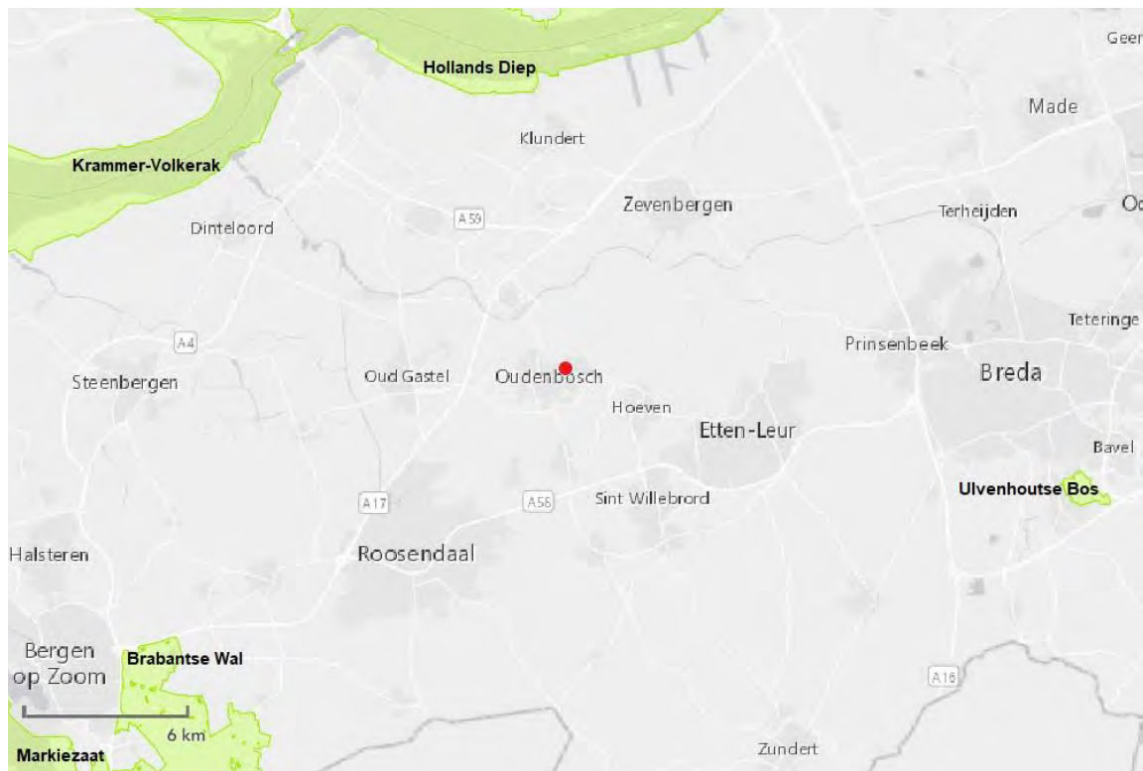 Geer
Hollands Diep
Made
Klundert
Krammer-Volkerak
Zevenbergen
Oo
A59
Terheijden
Dinteloord
Teteringe
A4
Prinsenbeek
Steenbergen
Oud Gastel
Oudenbosch
Breda
Hoeven
Etten-Leur
Bavel
Ulvenhoutse Bos
A17
A58
Sint Willebrord
Halsteren
Roosendaal
Bergen
op Zoom
Brabantse Wal
A16
6 km
Markiezaat
Zundert